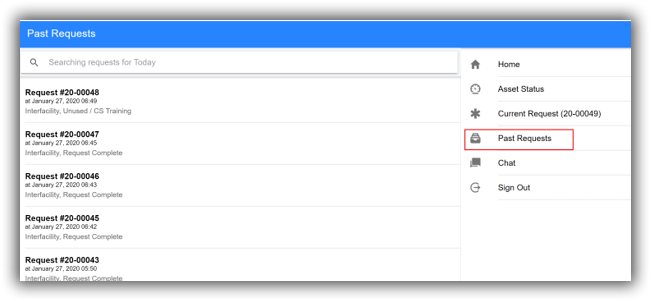 Past Requests
Searching requests for Today
Request #20-00048
at January 27, 2020 06:49
Interfacility, Unused / CS Training
Request #20-00047
at January 27, 2020 06:45
Interfacility, Request Complete
Request #20-00046
at January 27, 2020 08:43
Interfacility, Request Complete
Request #20-00045
at January 27, 2020 08:42
Interfacility, Request Complete
Request #20-00043
at January 27, 2020 05:50
Interfacility, Request Complete
Home
Asset Status
Current Request (20-00049)
Past Requests
Chat
Sign Out